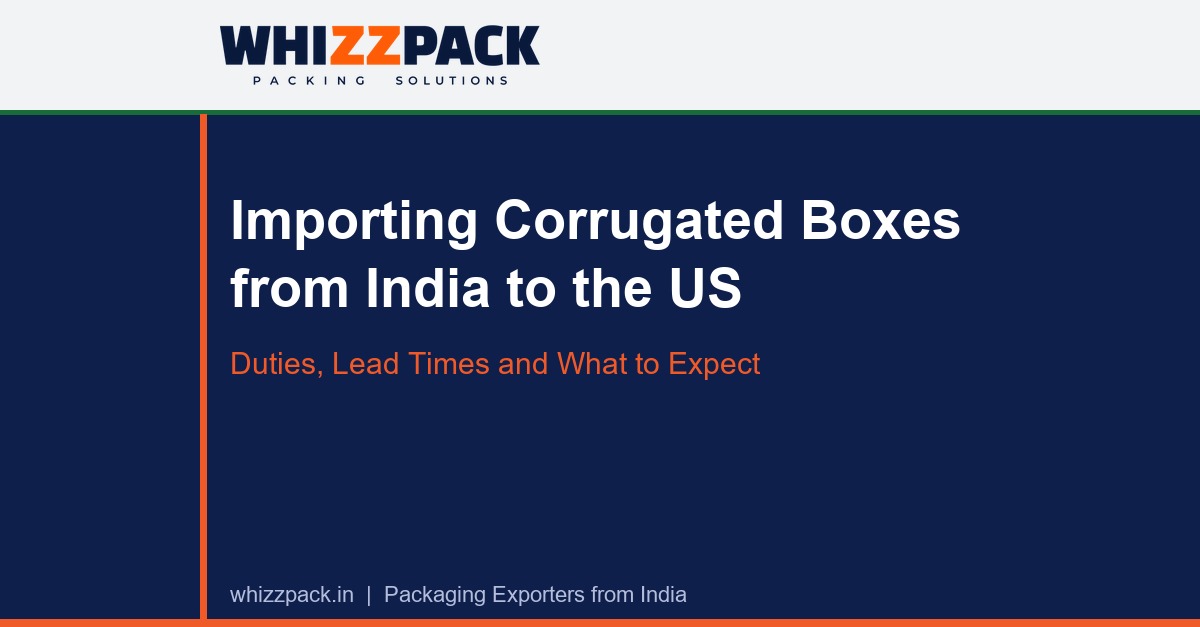 WHIZZPACK
PACKING SOLUTIONS
Importing Corrugated Boxes
from India to the US
Duties, Lead Times and What to Expect
whizzpack.in | Packaging Exporters from India